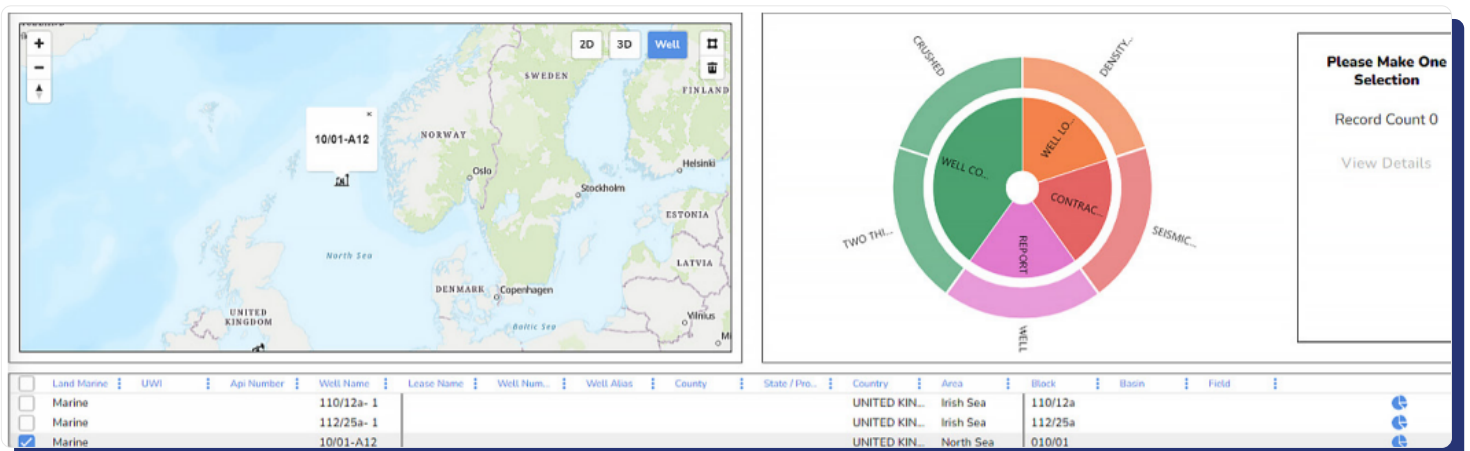 2D
3D
Well
SWEDEN
FINLAND
10/01-A12
NORWAY
Oslo
Helsinki
Stockholm
ESTONIA
North Sea
LATVIA
DENMARK
Copenhagen
UNITED
KINGDOM
Vilnius
Baltic Sea
CRUSHED
DENSITY...
WELL LO...
WELL CO...
CONTRAC...
REPORT
TWO THI...
SEISMIC...
WELL
Please Make One
Selection
Record Count 0
View Details
Land Marine UWI Api Number Well Name Lease Name Well Num... Well Alias County State / Pro... Country Area Block Basin Field
Marine 110/12a- 1 UNITED KIN... Irish Sea 110/12a
Marine 112/25a- 1 UNITED KIN... Irish Sea 112/25a
Marine 10/01-A12 UNITED KIN... North Sea 010/01